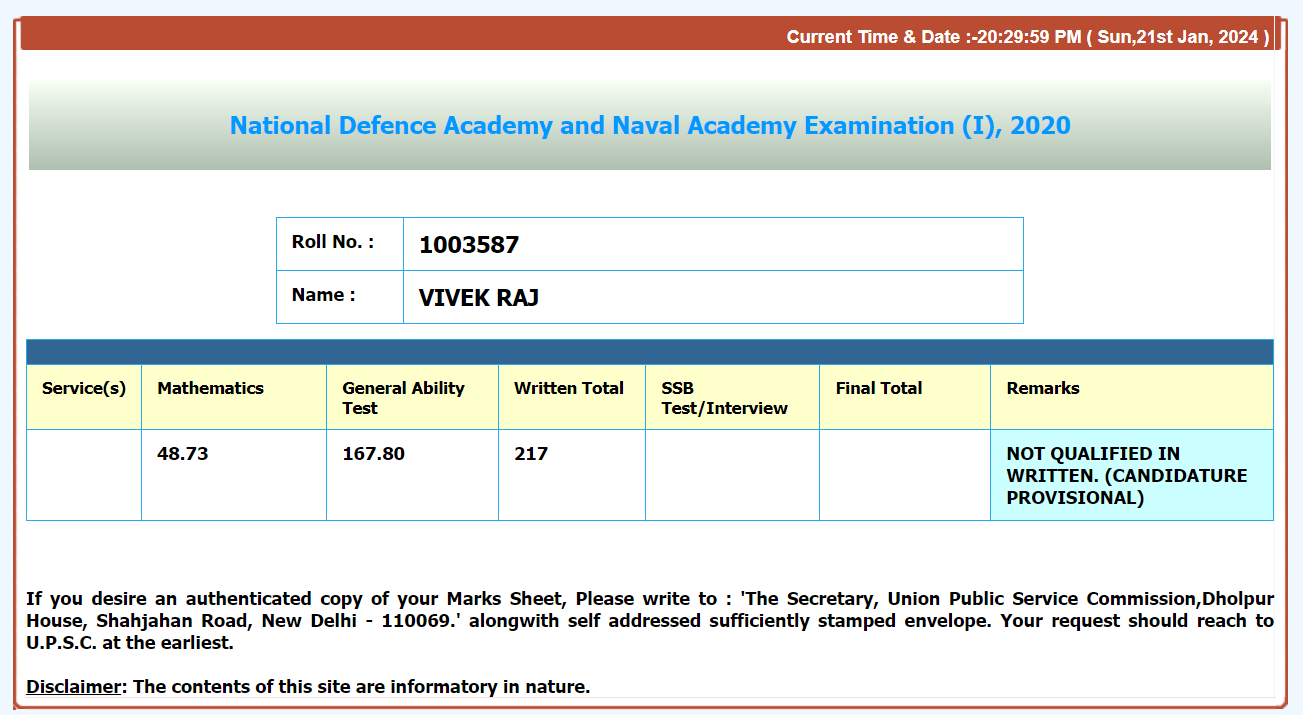 Current Time & Date :-20:29:59 PM ( Sun,21st Jan, 2024 )
National Defence Academy and Naval Academy Examination (I), 2020
Roll No. : 1003587
Name : VIVEK RAJ
Service(s) Mathematics General Ability Written Total SSB Final Total Remarks
Test Test/Interview
48.73 167.80 217 NOT QUALIFIED IN
WRITTEN. (CANDIDATURE
PROVISIONAL)
If you desire an authenticated copy of your Marks Sheet, Please write to : 'The Secretary, Union Public Service Commission,Dholpur
House, Shahjahan Road, New Delhi - 110069.' alongwith self addressed sufficiently stamped envelope. Your request should reach to
U.P.S.C. at the earliest.
Disclaimer: The contents of this site are informatory in nature.